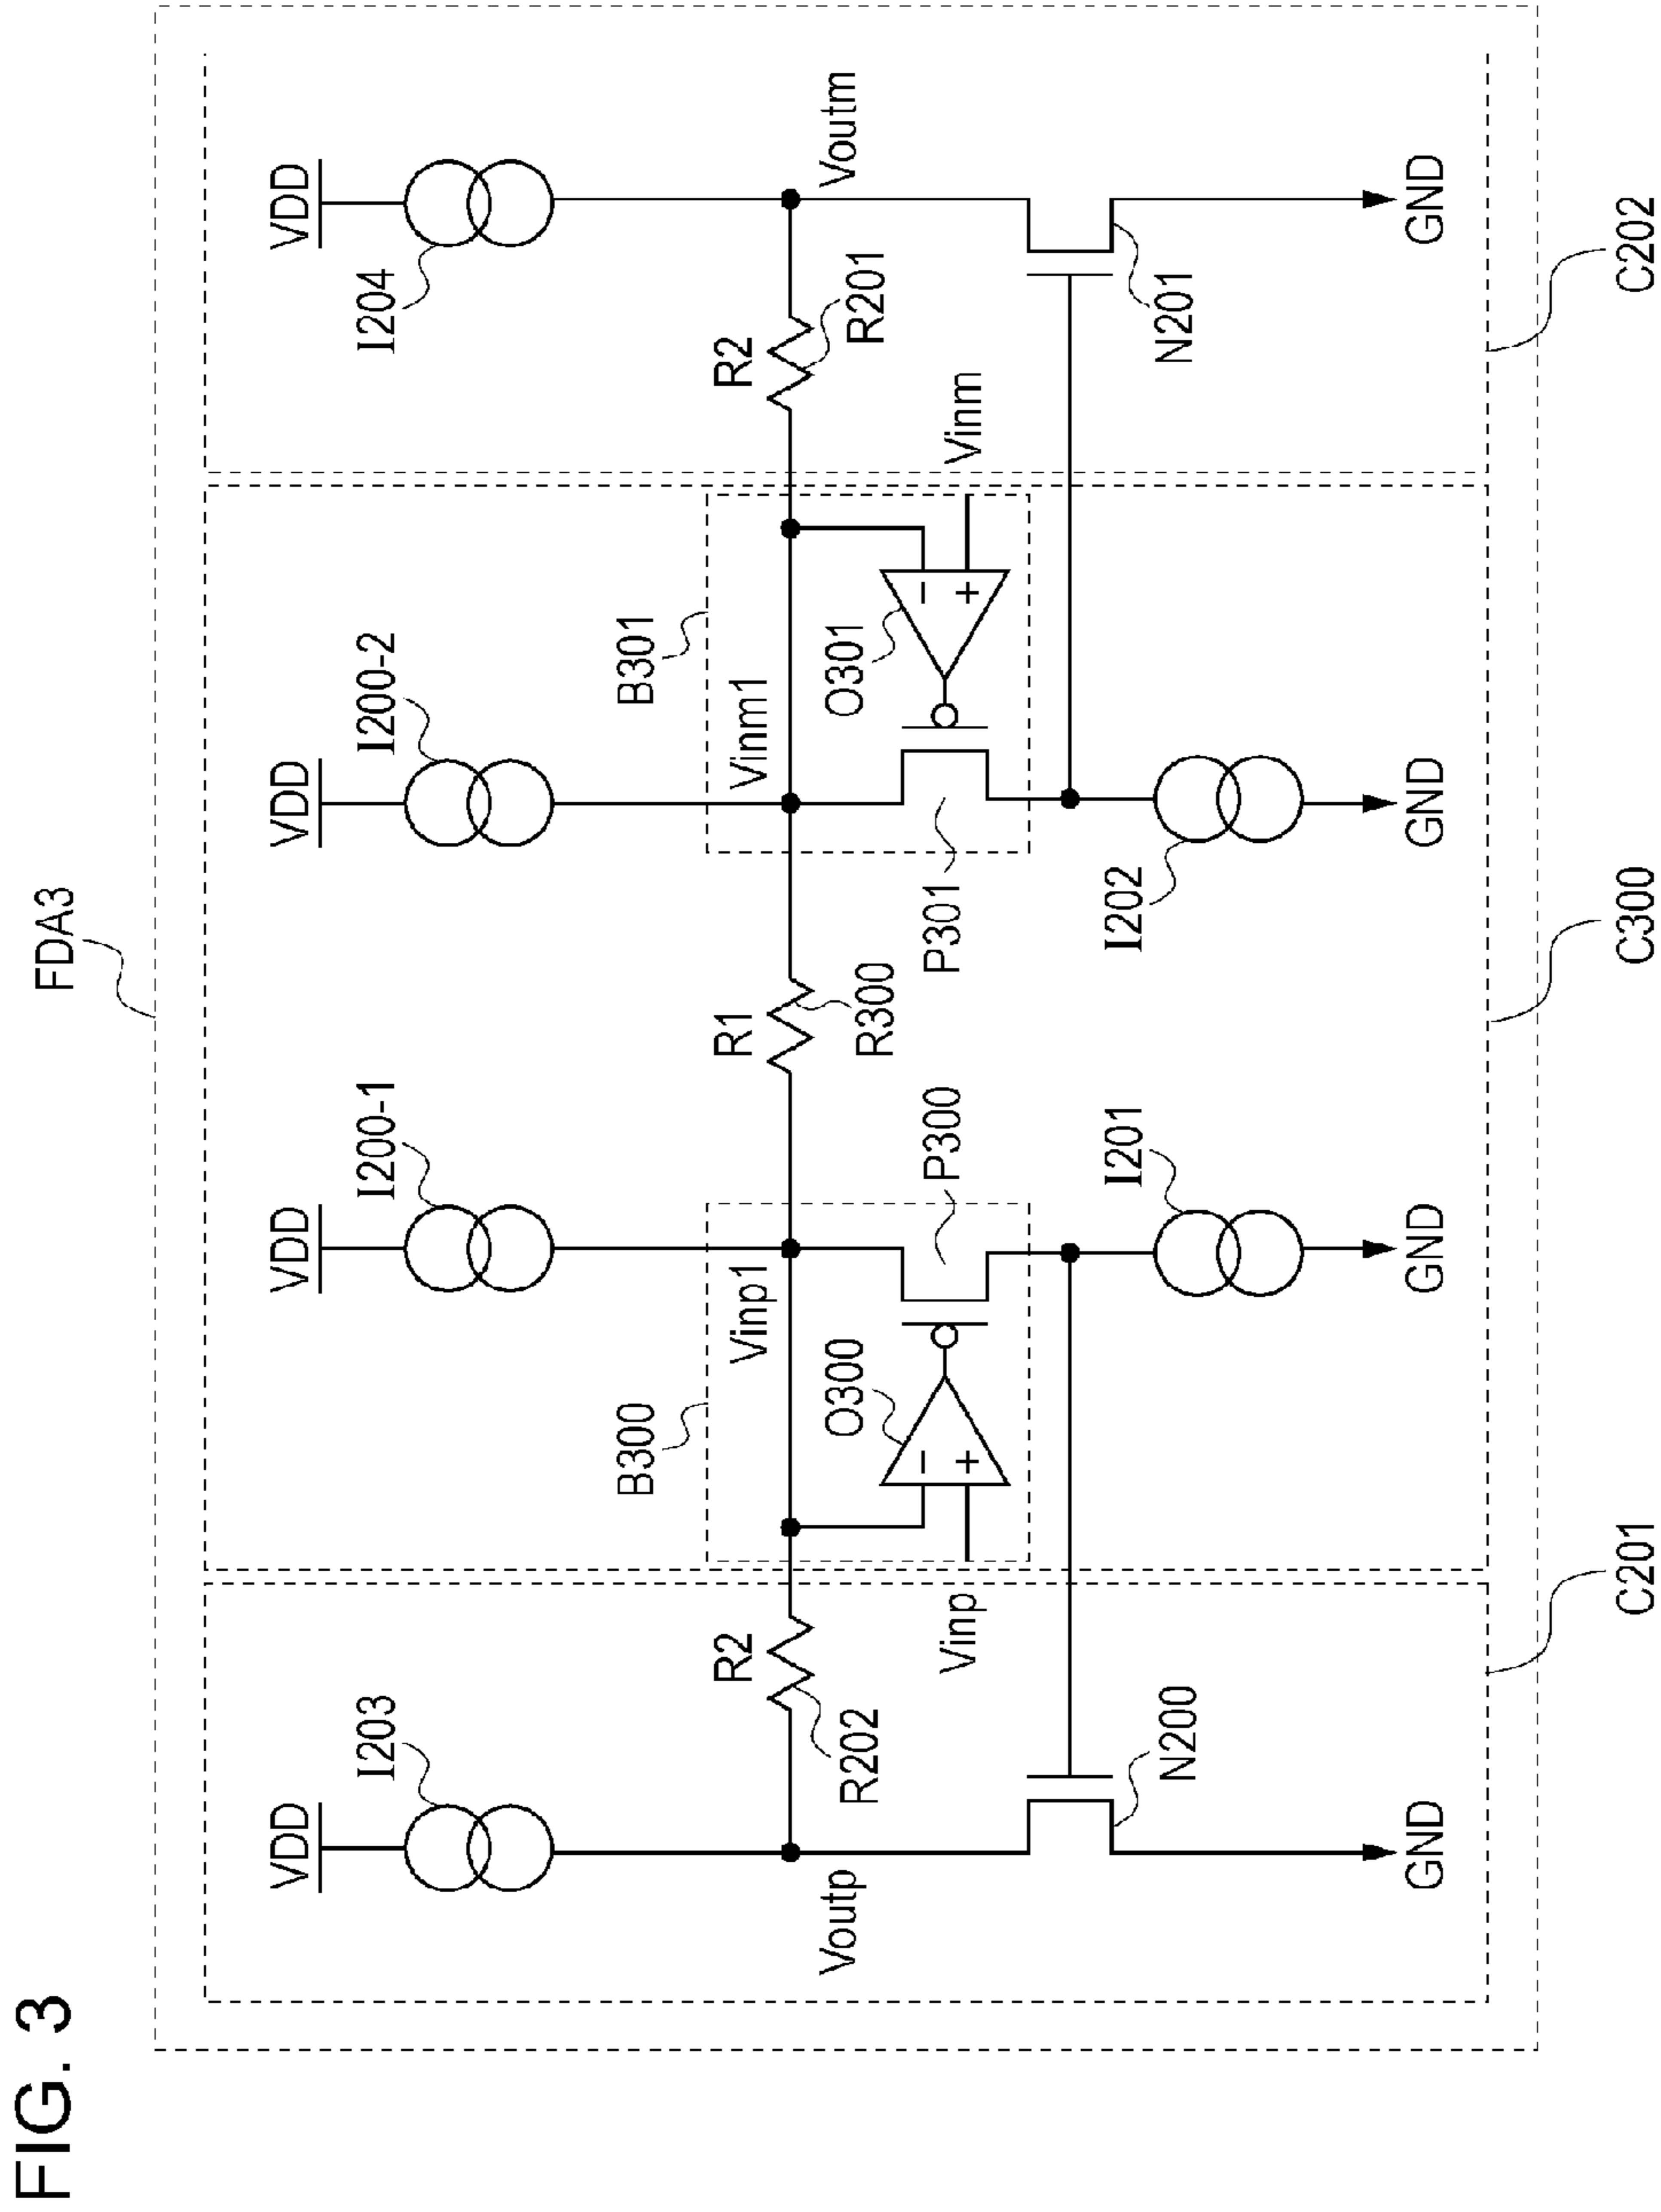 FIG. 3
FDA3
VDD
VDD
VDD
VDD
I203
I200-1
I200-2
I204
B300
B301
Vinp1
Vinm1
R2
R1
R2
Voutp
R202
O300
R300
O301
R201
Voutm
Vinp
P300
P301
Vinm
−
+
−
+
N200
I201
I202
N201
GND
GND
GND
GND
C201
C300
C202